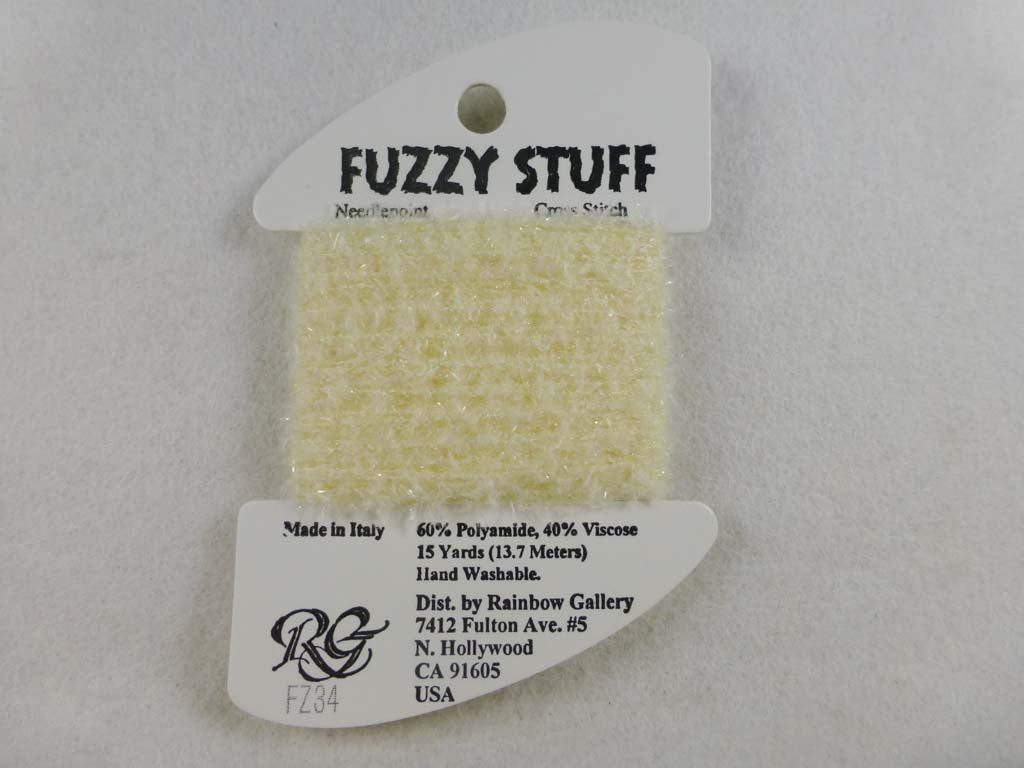 FUZZY STUFF
Needlepoint Cross Stitch
Made in Italy
60% Polyamide, 40% Viscose
15 Yards (13.7 Meters)
Hand Washable.
Dist. by Rainbow Gallery
7412 Fulton Ave. #5
N. Hollywood
CA 91605
USA
RG
FZ34